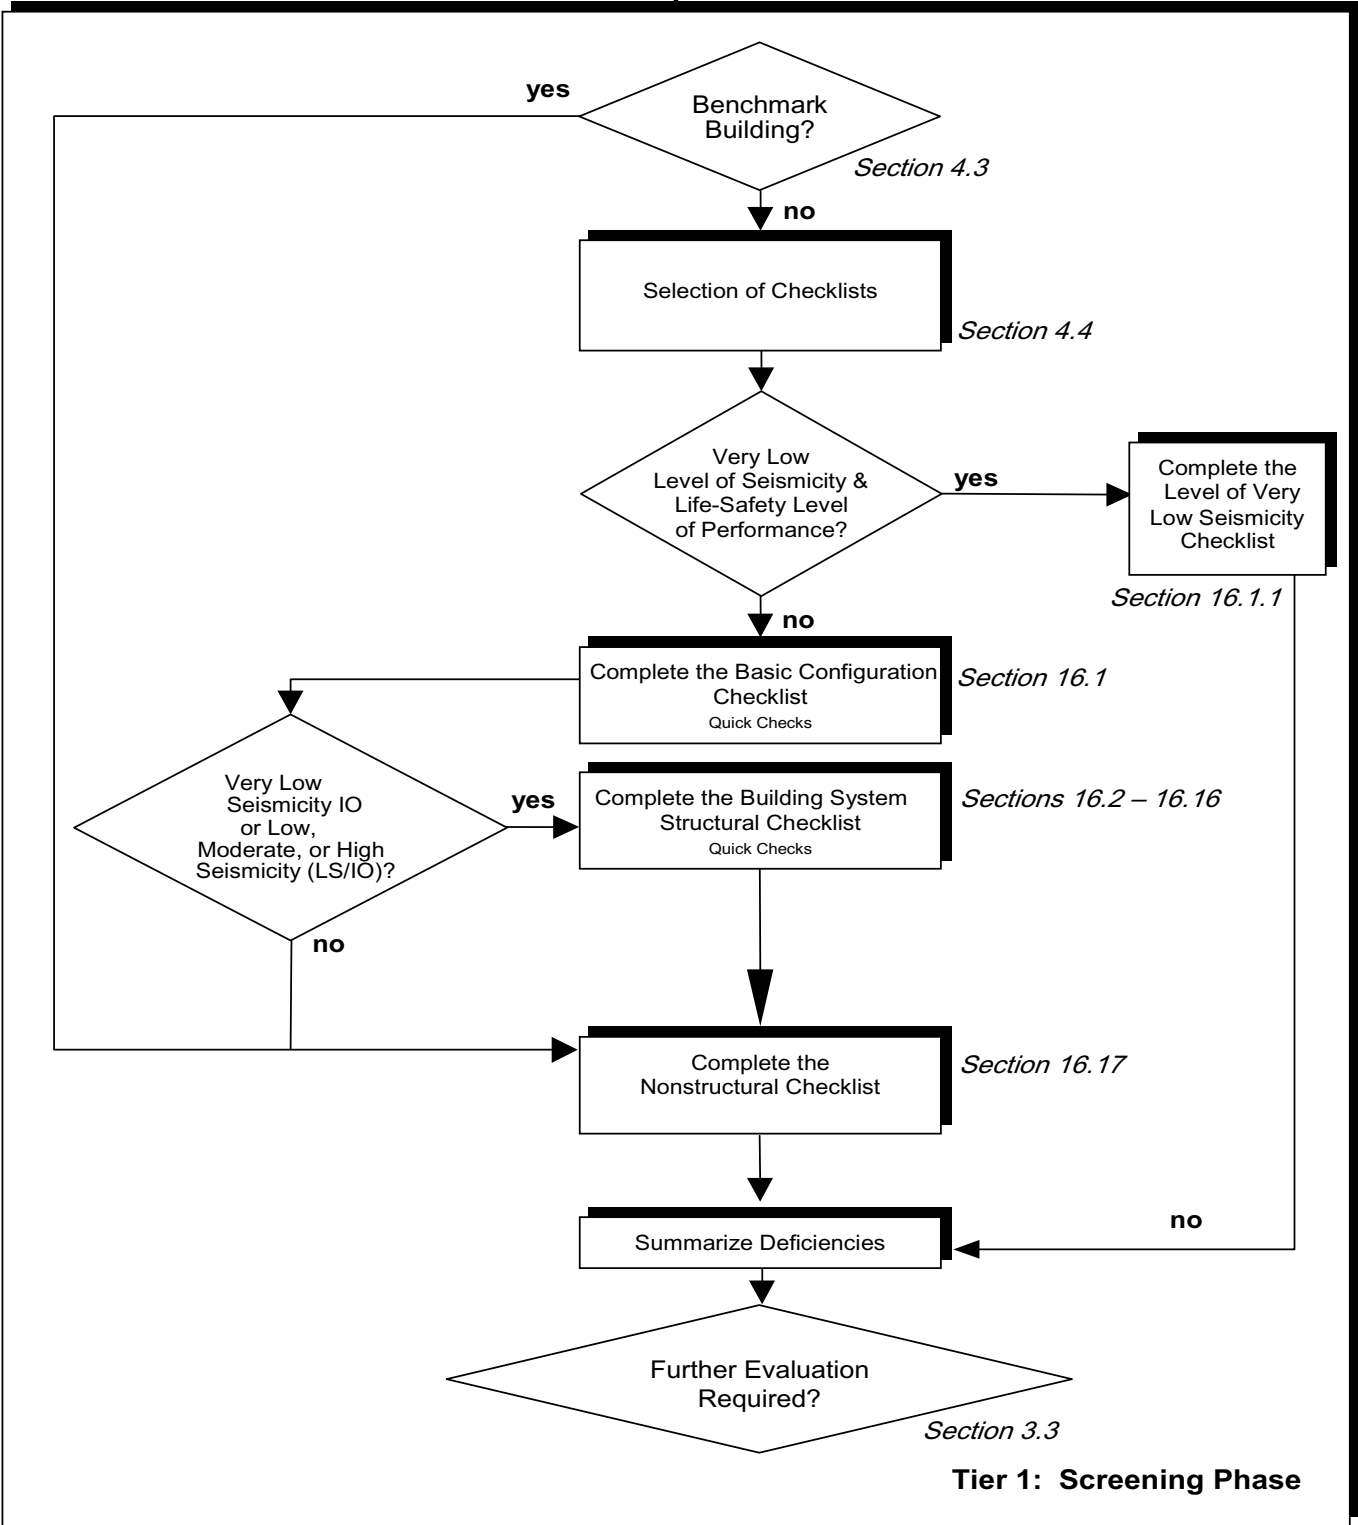 yes
Benchmark
Building?
Section 4.3
no
Selection of Checklists
Section 4.4
Very Low
Level of Seismicity &
Life-Safety Level
of Performance?
yes
Complete the
Level of Very
Low Seismicity
Checklist
Section 16.1.1
no
Complete the Basic Configuration
Checklist
Quick Checks
Section 16.1
Very Low
Seismicity IO
or Low,
Moderate, or High
Seismicity (LS/IO)?
yes
Complete the Building System
Structural Checklist
Quick Checks
Sections 16.2 – 16.16
no
Complete the
Nonstructural Checklist
Section 16.17
no
Summarize Deficiencies
Further Evaluation
Required?
Section 3.3
Tier 1: Screening Phase